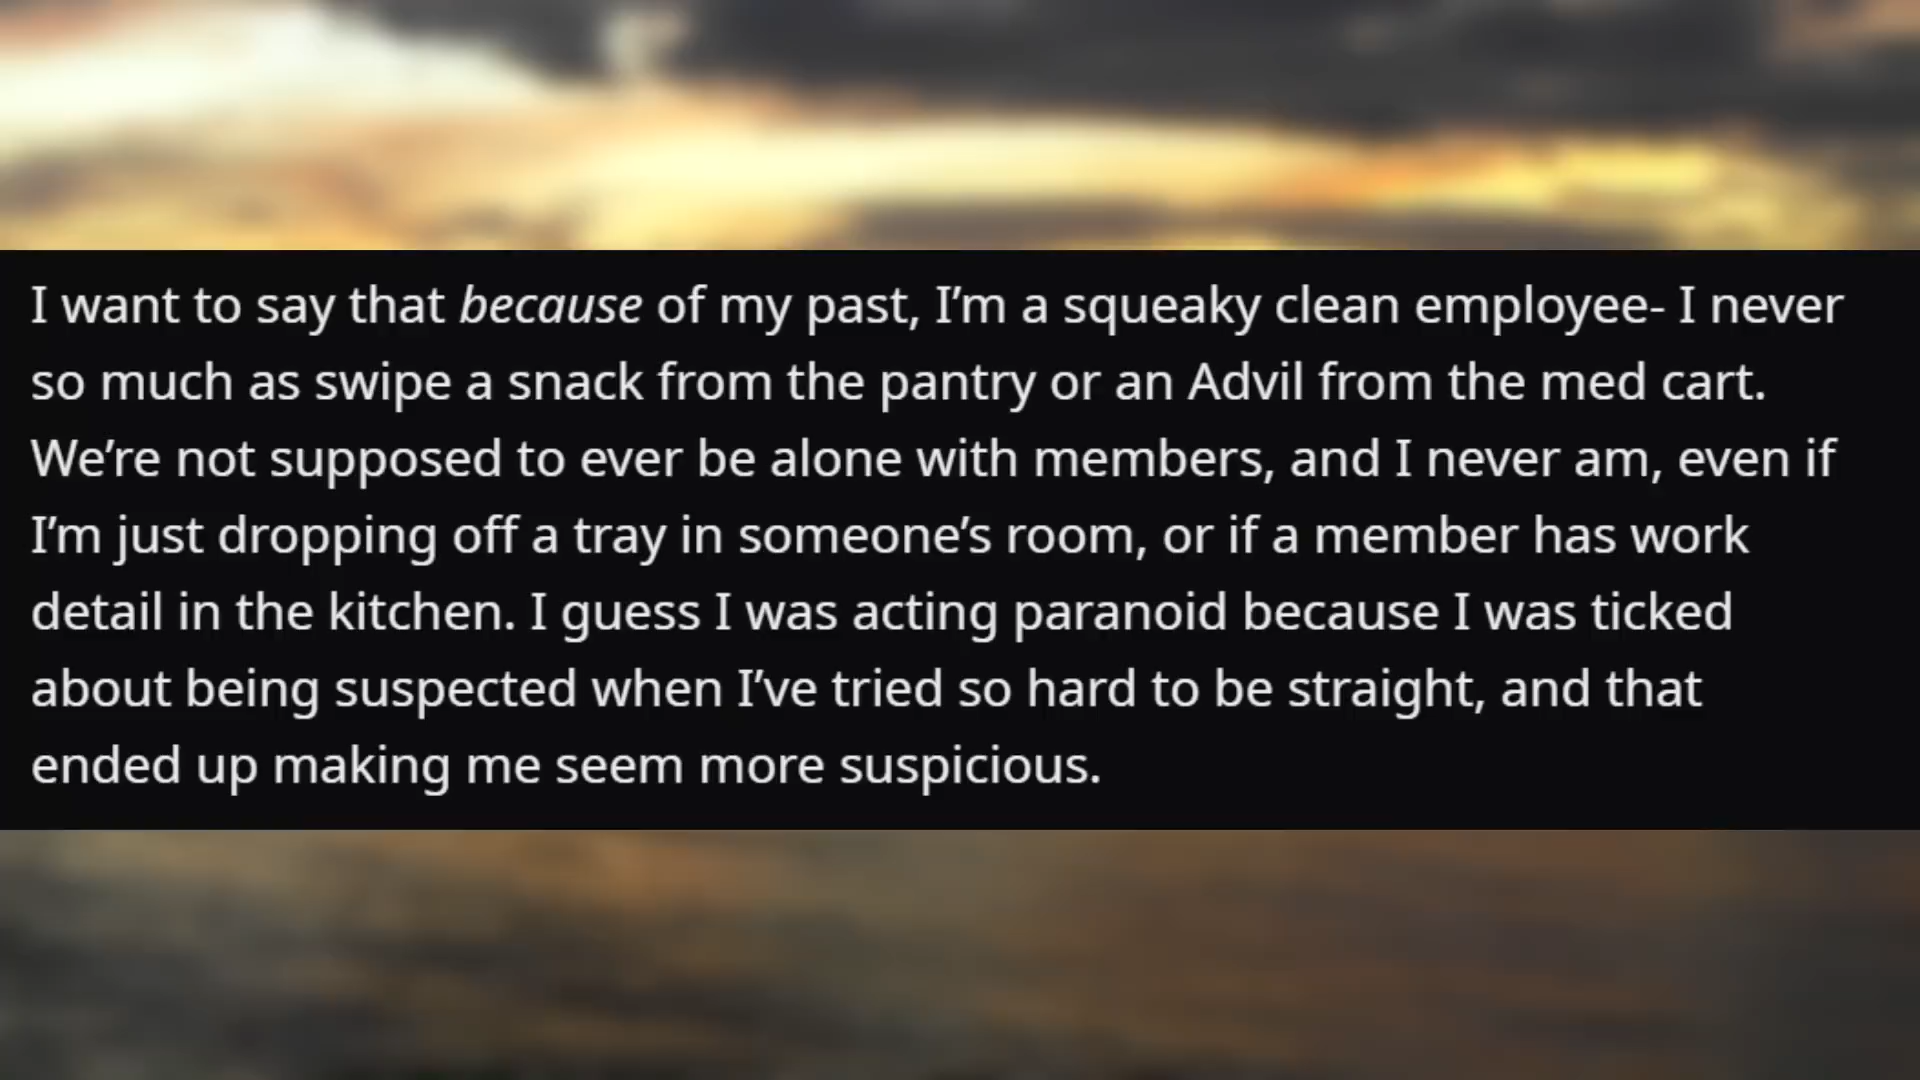 I want to say that because of my past, I’m a squeaky clean employee- I never
so much as swipe a snack from the pantry or an Advil from the med cart.
We’re not supposed to ever be alone with members, and I never am, even if
I’m just dropping off a tray in someone’s room, or if a member has work
detail in the kitchen. I guess I was acting paranoid because I was ticked
about being suspected when I’ve tried so hard to be straight, and that
ended up making me seem more suspicious.